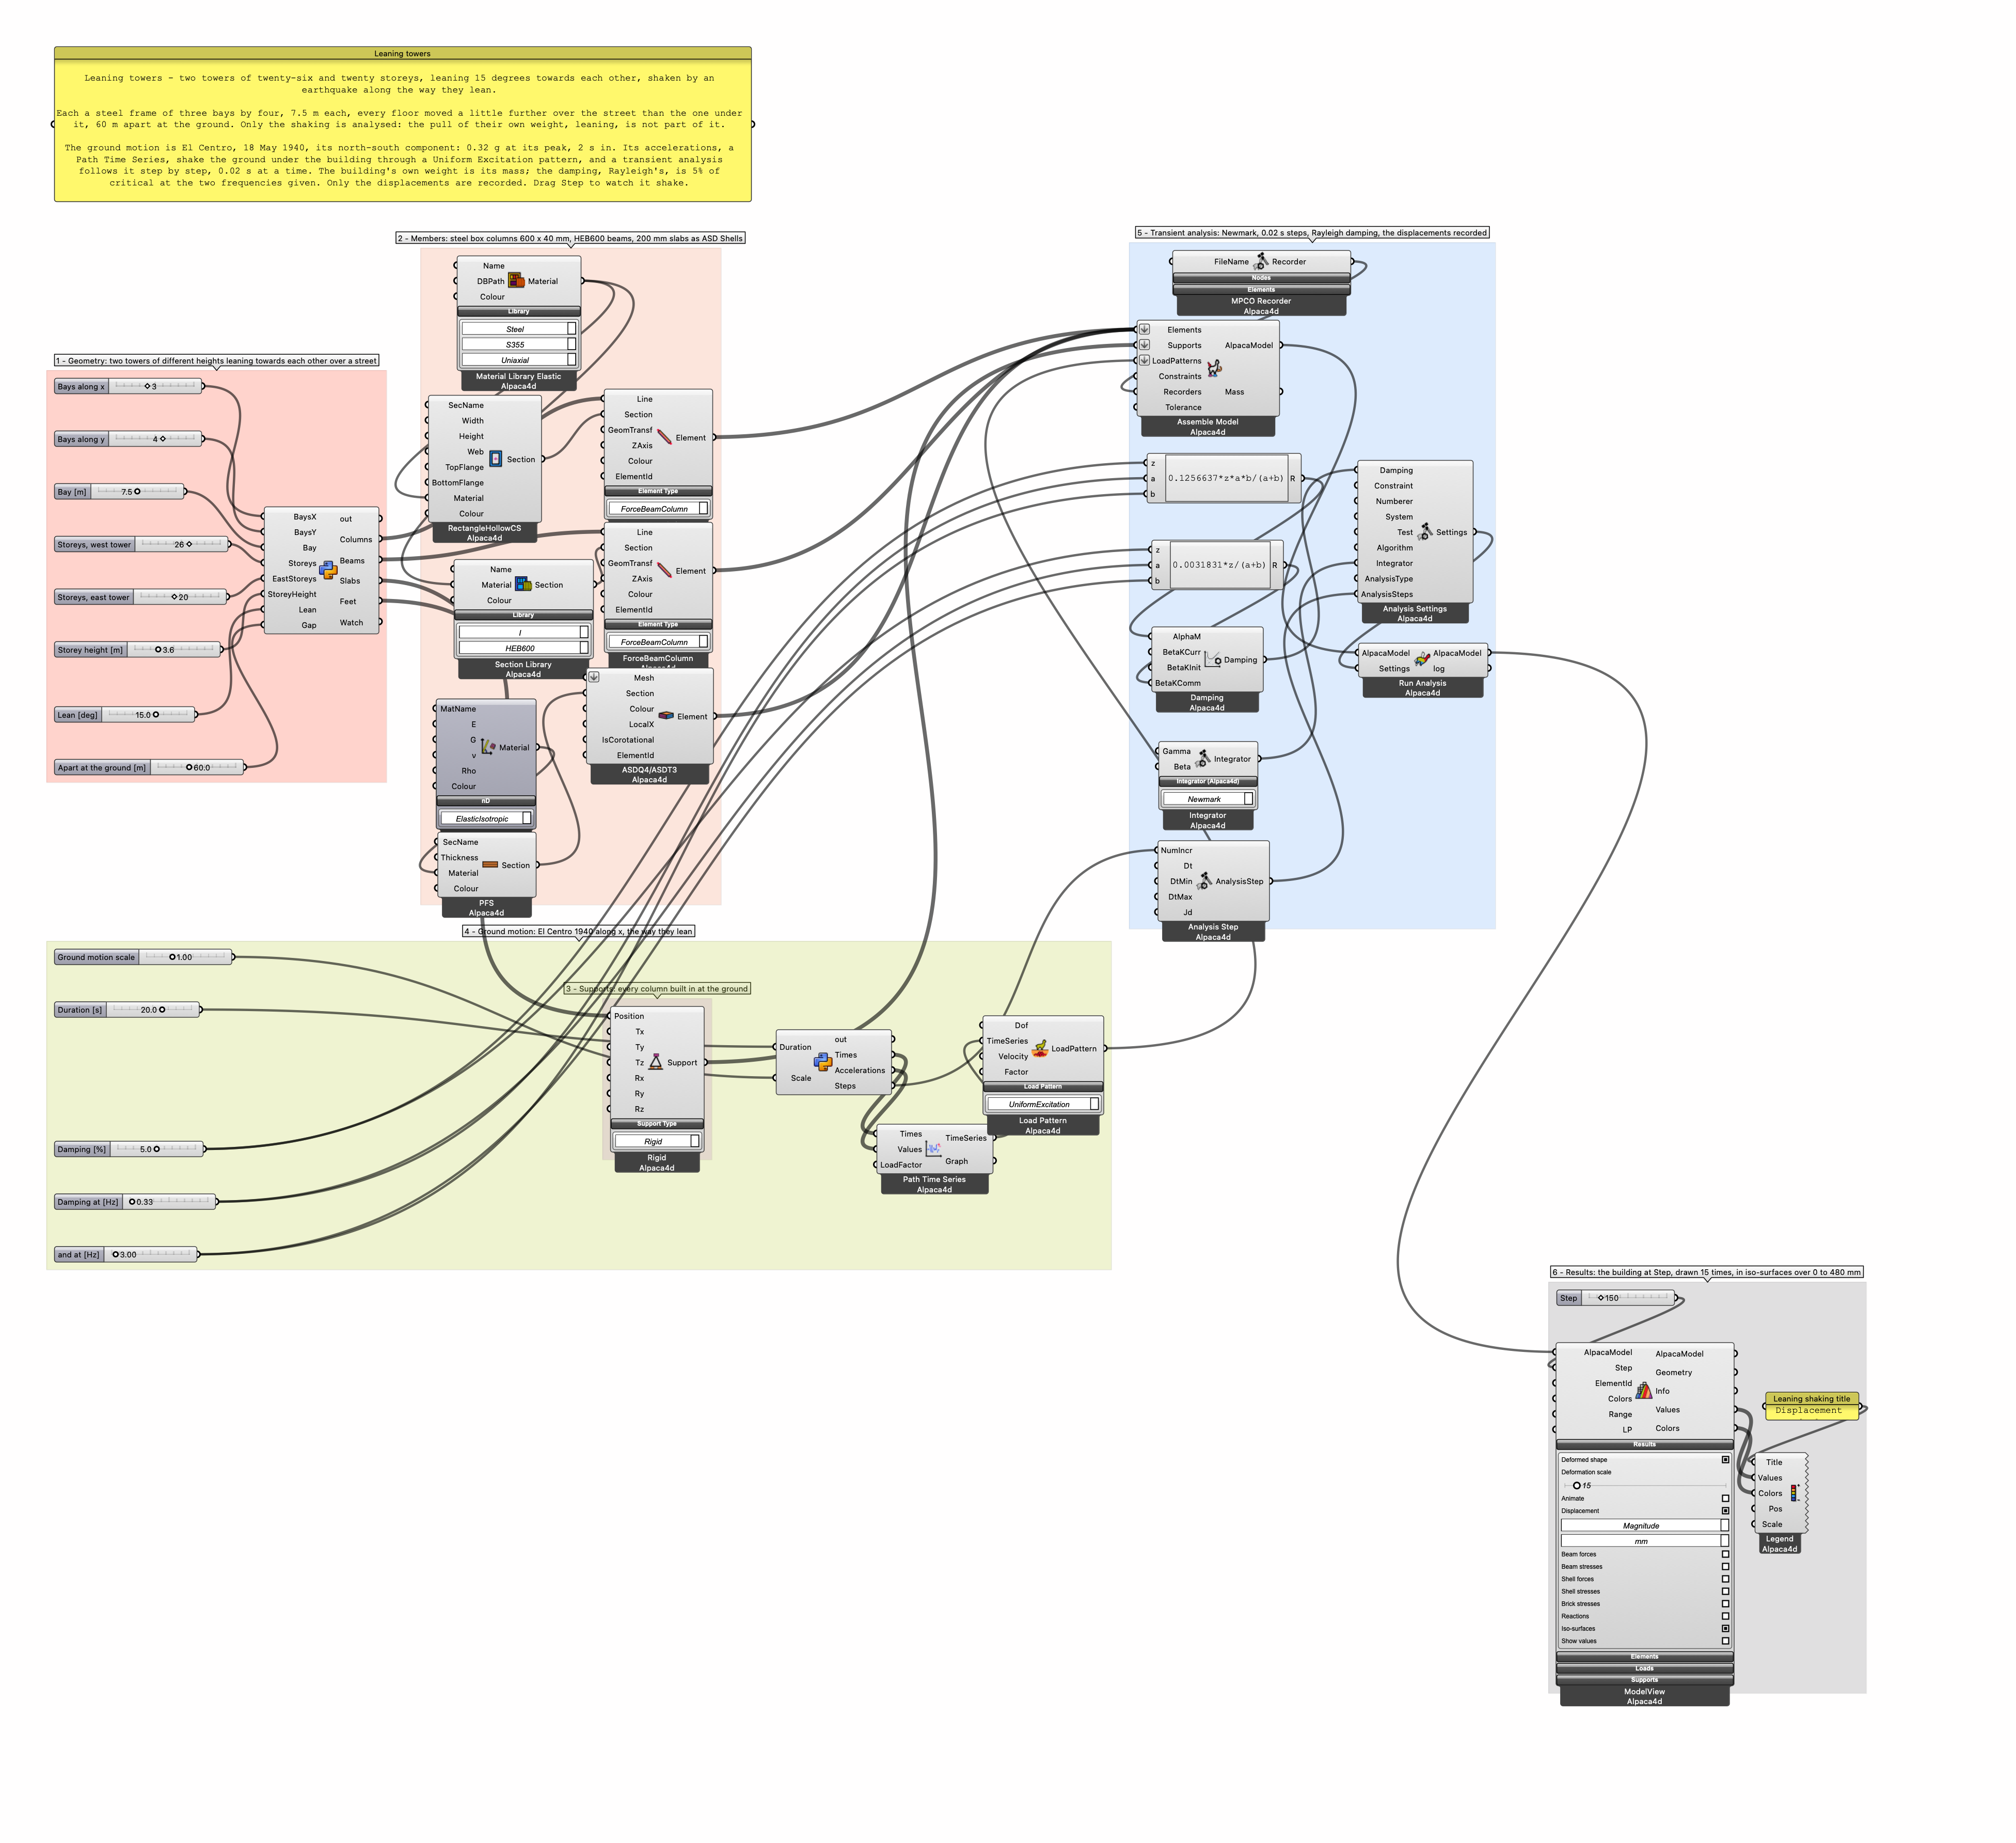 Leaning towers
Leaning towers - two towers of twenty-six and twenty storeys, leaning 15 degrees towards each other, shaken by an
earthquake along the way they lean.
Each a steel frame of three bays by four, 7.5 m each, every floor moved a little further over the street than the one under
it, 60 m apart at the ground. Only the shaking is analysed: the pull of their own weight, leaning, is not part of it.
The ground motion is El Centro, 18 May 1940, its north-south component: 0.32 g at its peak, 2 s in. Its accelerations, a
Path Time Series, shake the ground under the building through a Uniform Excitation pattern, and a transient analysis
follows it step by step, 0.02 s at a time. The building's own weight is its mass; the damping, Rayleigh's, is 5% of
critical at the two frequencies given. Only the displacements are recorded. Drag Step to watch it shake.
1 - Geometry: two towers of different heights leaning towards each other over a street
Bays along x 3
Bays along y 4
Bay [m] 7.5
Storeys, west tower 26
Storeys, east tower 20
Storey height [m] 3.6
Lean [deg] 15.0
Apart at the ground [m] 60.0
BaysX
BaysY
Bay
Storeys
EastStoreys
StoreyHeight
Lean
Gap
out
Columns
Beams
Slabs
Feet
Watch
2 - Members: steel box columns 600 x 40 mm, HEB600 beams, 200 mm slabs as ASD Shells
Name
DBPath
Colour
Material
Library
Steel
S355
Uniaxial
Material Library Elastic
Alpaca4d
SecName
Width
Height
Web
TopFlange
BottomFlange
Material
Colour
Section
RectangleHollowCS
Alpaca4d
Line
Section
GeomTransf
ZAxis
Colour
ElementId
Element
Element Type
ForceBeamColumn
Line
Section
GeomTransf
ZAxis
Colour
ElementId
Element
Element Type
ForceBeamColumn
ForceBeamColumn
Name
Material
Colour
Section
Library
I
HEB600
Section Library
Alpaca4d
Mesh
Section
Colour
LocalX
IsCorotational
ElementId
Element
ASDQ4/ASDT3
Alpaca4d
MatName
E
G
v
Rho
Colour
Material
nD
ElasticIsotropic
SecName
Thickness
Material
Colour
Section
PFS
Alpaca4d
4 - Ground motion: El Centro 1940 along x, the way they lean
Ground motion scale 1.00
Duration [s] 20.0
Damping [%] 5.0
Damping at [Hz] 0.33
and at [Hz] 3.00
3 - Supports: every column built in at the ground
Position
Tx
Ty
Tz
Rx
Ry
Rz
Support
Support Type
Rigid
Rigid
Alpaca4d
Duration
Scale
out
Times
Accelerations
Steps
Times
Values
LoadFactor
TimeSeries
Graph
Path Time Series
Alpaca4d
Dof
TimeSeries
Velocity
Factor
LoadPattern
Load Pattern
UniformExcitation
Load Pattern
Alpaca4d
5 - Transient analysis: Newmark, 0.02 s steps, Rayleigh damping, the displacements recorded
FileName
Recorder
Nodes
Elements
MPCO Recorder
Alpaca4d
Elements
Supports
LoadPatterns
Constraints
Recorders
Tolerance
AlpacaModel
Mass
Assemble Model
Alpaca4d
z
a
b
0.1256637*z*a*b/(a+b)
R
z
a
b
0.0031831*z/(a+b)
R
AlphaM
BetaKCurr
BetaKInit
BetaKComm
Damping
Damping
Alpaca4d
Damping
Constraint
Numberer
System
Test
Algorithm
Integrator
AnalysisType
AnalysisSteps
Settings
Analysis Settings
Alpaca4d
AlpacaModel
Settings
AlpacaModel
log
Run Analysis
Alpaca4d
Gamma
Beta
Integrator
Integrator (Alpaca4d)
Newmark
Integrator
Alpaca4d
NumIncr
Dt
DtMin
DtMax
Jd
AnalysisStep
Analysis Step
Alpaca4d
6 - Results: the building at Step, drawn 15 times, in iso-surfaces over 0 to 480 mm
Step 150
AlpacaModel
Step
ElementId
Colors
Range
LP
AlpacaModel
Geometry
Info
Values
Colors
Results
Deformed shape
Deformation scale
15
Animate
Displacement
Magnitude
mm
Beam forces
Beam stresses
Shell forces
Shell stresses
Brick stresses
Reactions
Iso-surfaces
Show values
Elements
Loads
Supports
ModelView
Alpaca4d
Leaning shaking title
Displacement
Title
Values
Colors
Pos
Scale
Legend
Alpaca4d